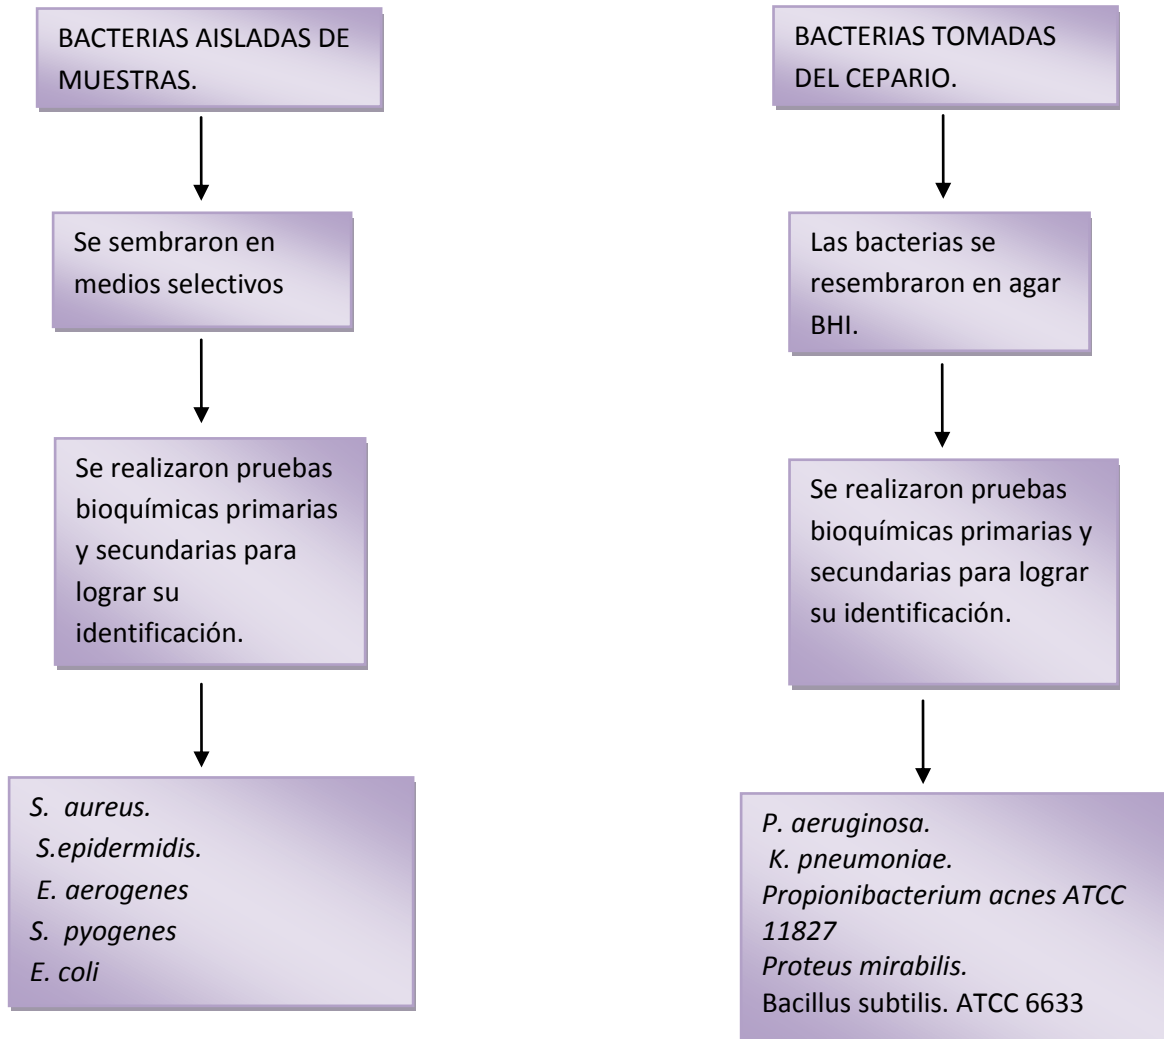 BACTERIAS AISLADAS DE
MUESTRAS.
Se sembraron en
medios selectivos
Se realizaron pruebas
bioquímicas primarias
y secundarias para
lograr su
identificación.
S. aureus.
S.epidermidis.
E. aerogenes
S. pyogenes
E. coli
BACTERIAS TOMADAS
DEL CEPARIO.
Las bacterias se
resembraron en agar
BHI.
Se realizaron pruebas
bioquímicas primarias y
secundarias para lograr
su identificación.
P. aeruginosa.
K. pneumoniae.
Propionibacterium acnes ATCC
11827
Proteus mirabilis.
Bacillus subtilis. ATCC 6633